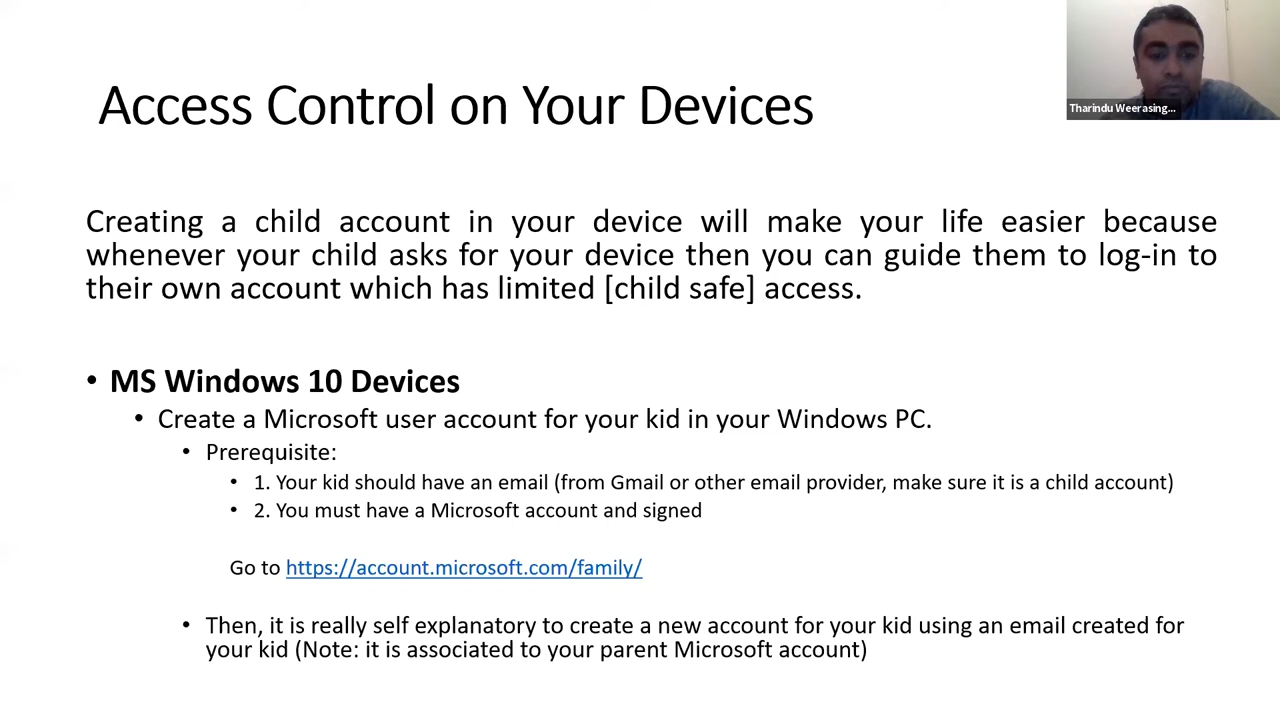 Access Control on Your Devices
Tharindu Weerasing...
Creating a child account in your device will make your life easier because
whenever your child asks for your device then you can guide them to log-in to
their own account which has limited [child safe] access.
• MS Windows 10 Devices
• Create a Microsoft user account for your kid in your Windows PC.
• Prerequisite:
• 1. Your kid should have an email (from Gmail or other email provider, make sure it is a child account)
• 2. You must have a Microsoft account and signed
Go to https://account.microsoft.com/family/
• Then, it is really self explanatory to create a new account for your kid using an email created for
your kid (Note: it is associated to your parent Microsoft account)